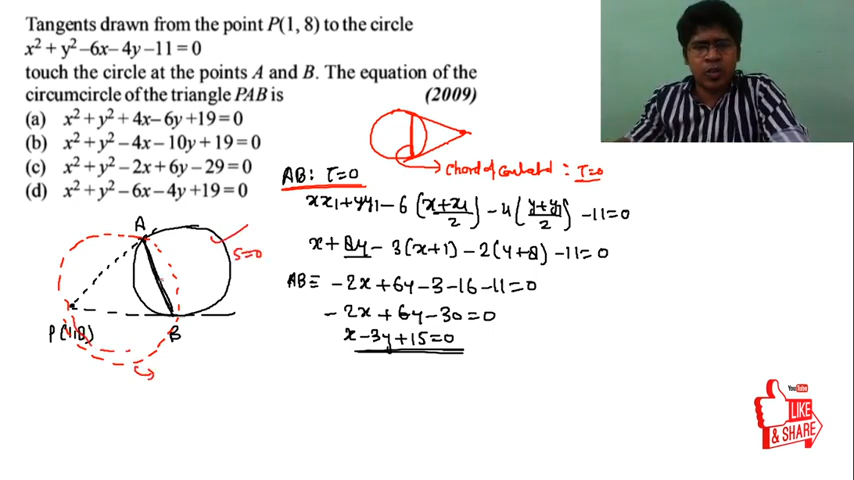 Tangents drawn from the point P(1, 8) to the circle
x² + y² –6x– 4y –11 = 0
touch the circle at the points A and B. The equation of the
circumcircle of the triangle PAB is (2009)
(a) x² + y² + 4x– 6y +19 = 0
(b) x² + y² – 4x – 10y + 19 = 0
(c) x² + y² – 2x + 6y – 29 = 0
(d) x² + y² – 6x – 4y +19 = 0
chord of contact : T=0
AB: T=0
xx₁+yy₁ – 6 (x+x₁/2) – 4 (y+y₁/2) –11=0
x + 8y – 3(x+1) – 2(y+8) –11=0
AB ≡ –2x + 6y –3 –16 –11=0
–2x + 6y –30=0
x –3y +15=0
A
S=0
P(1,8)
B
YouTube
LIKE
& SHARE